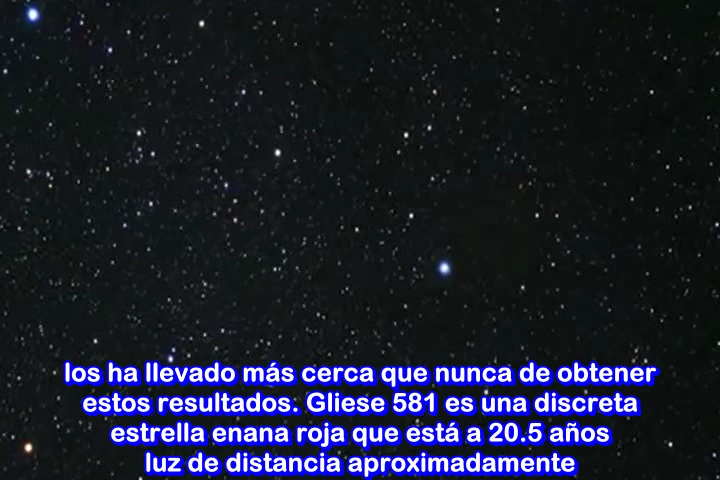 los ha llevado más cerca que nunca de obtener
estos resultados. Gliese 581 es una discreta
estrella enana roja que está a 20.5 años
luz de distancia aproximadamente